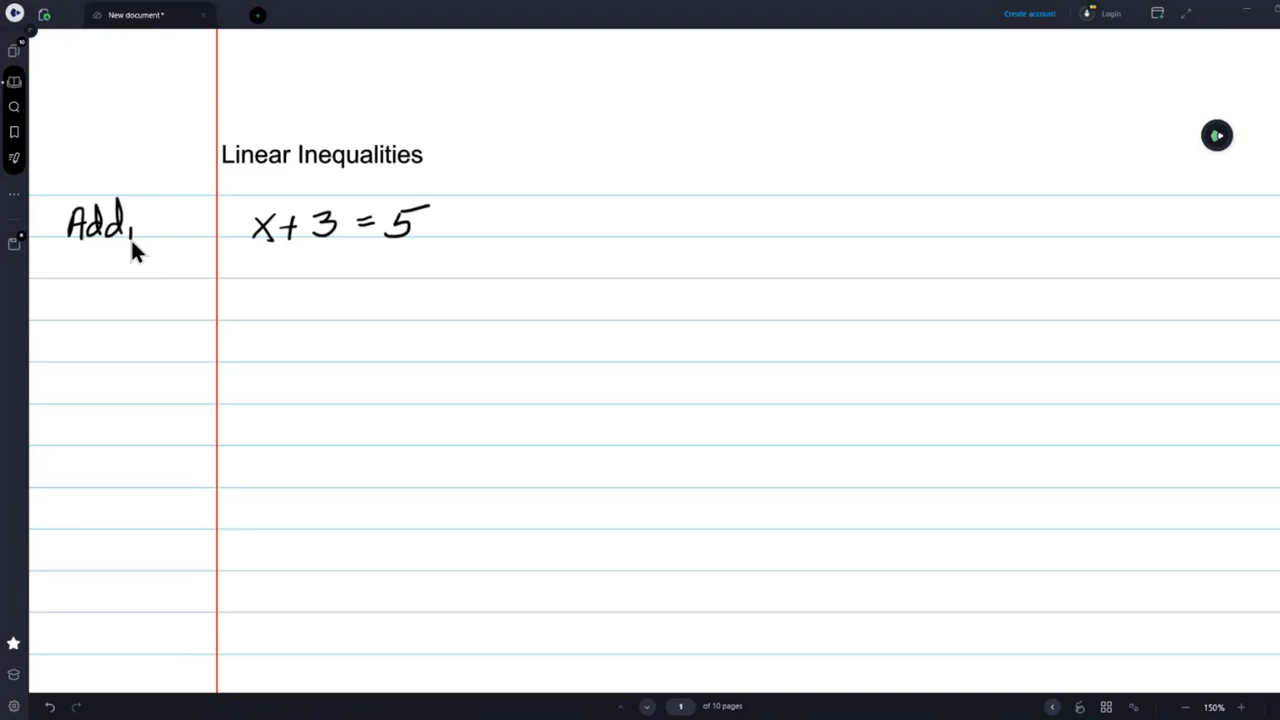 New document*
Create account
Login
Linear Inequalities
Add, x + 3 = 5
1 of 10 pages
150%